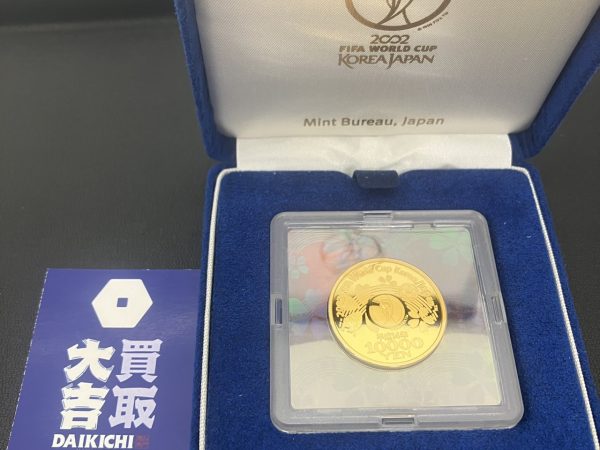 2002
FIFA WORLD CUP
KOREA JAPAN
Mint Bureau, Japan
World Cup Korea
10000
YEN
買取
大吉
DAIKICHI